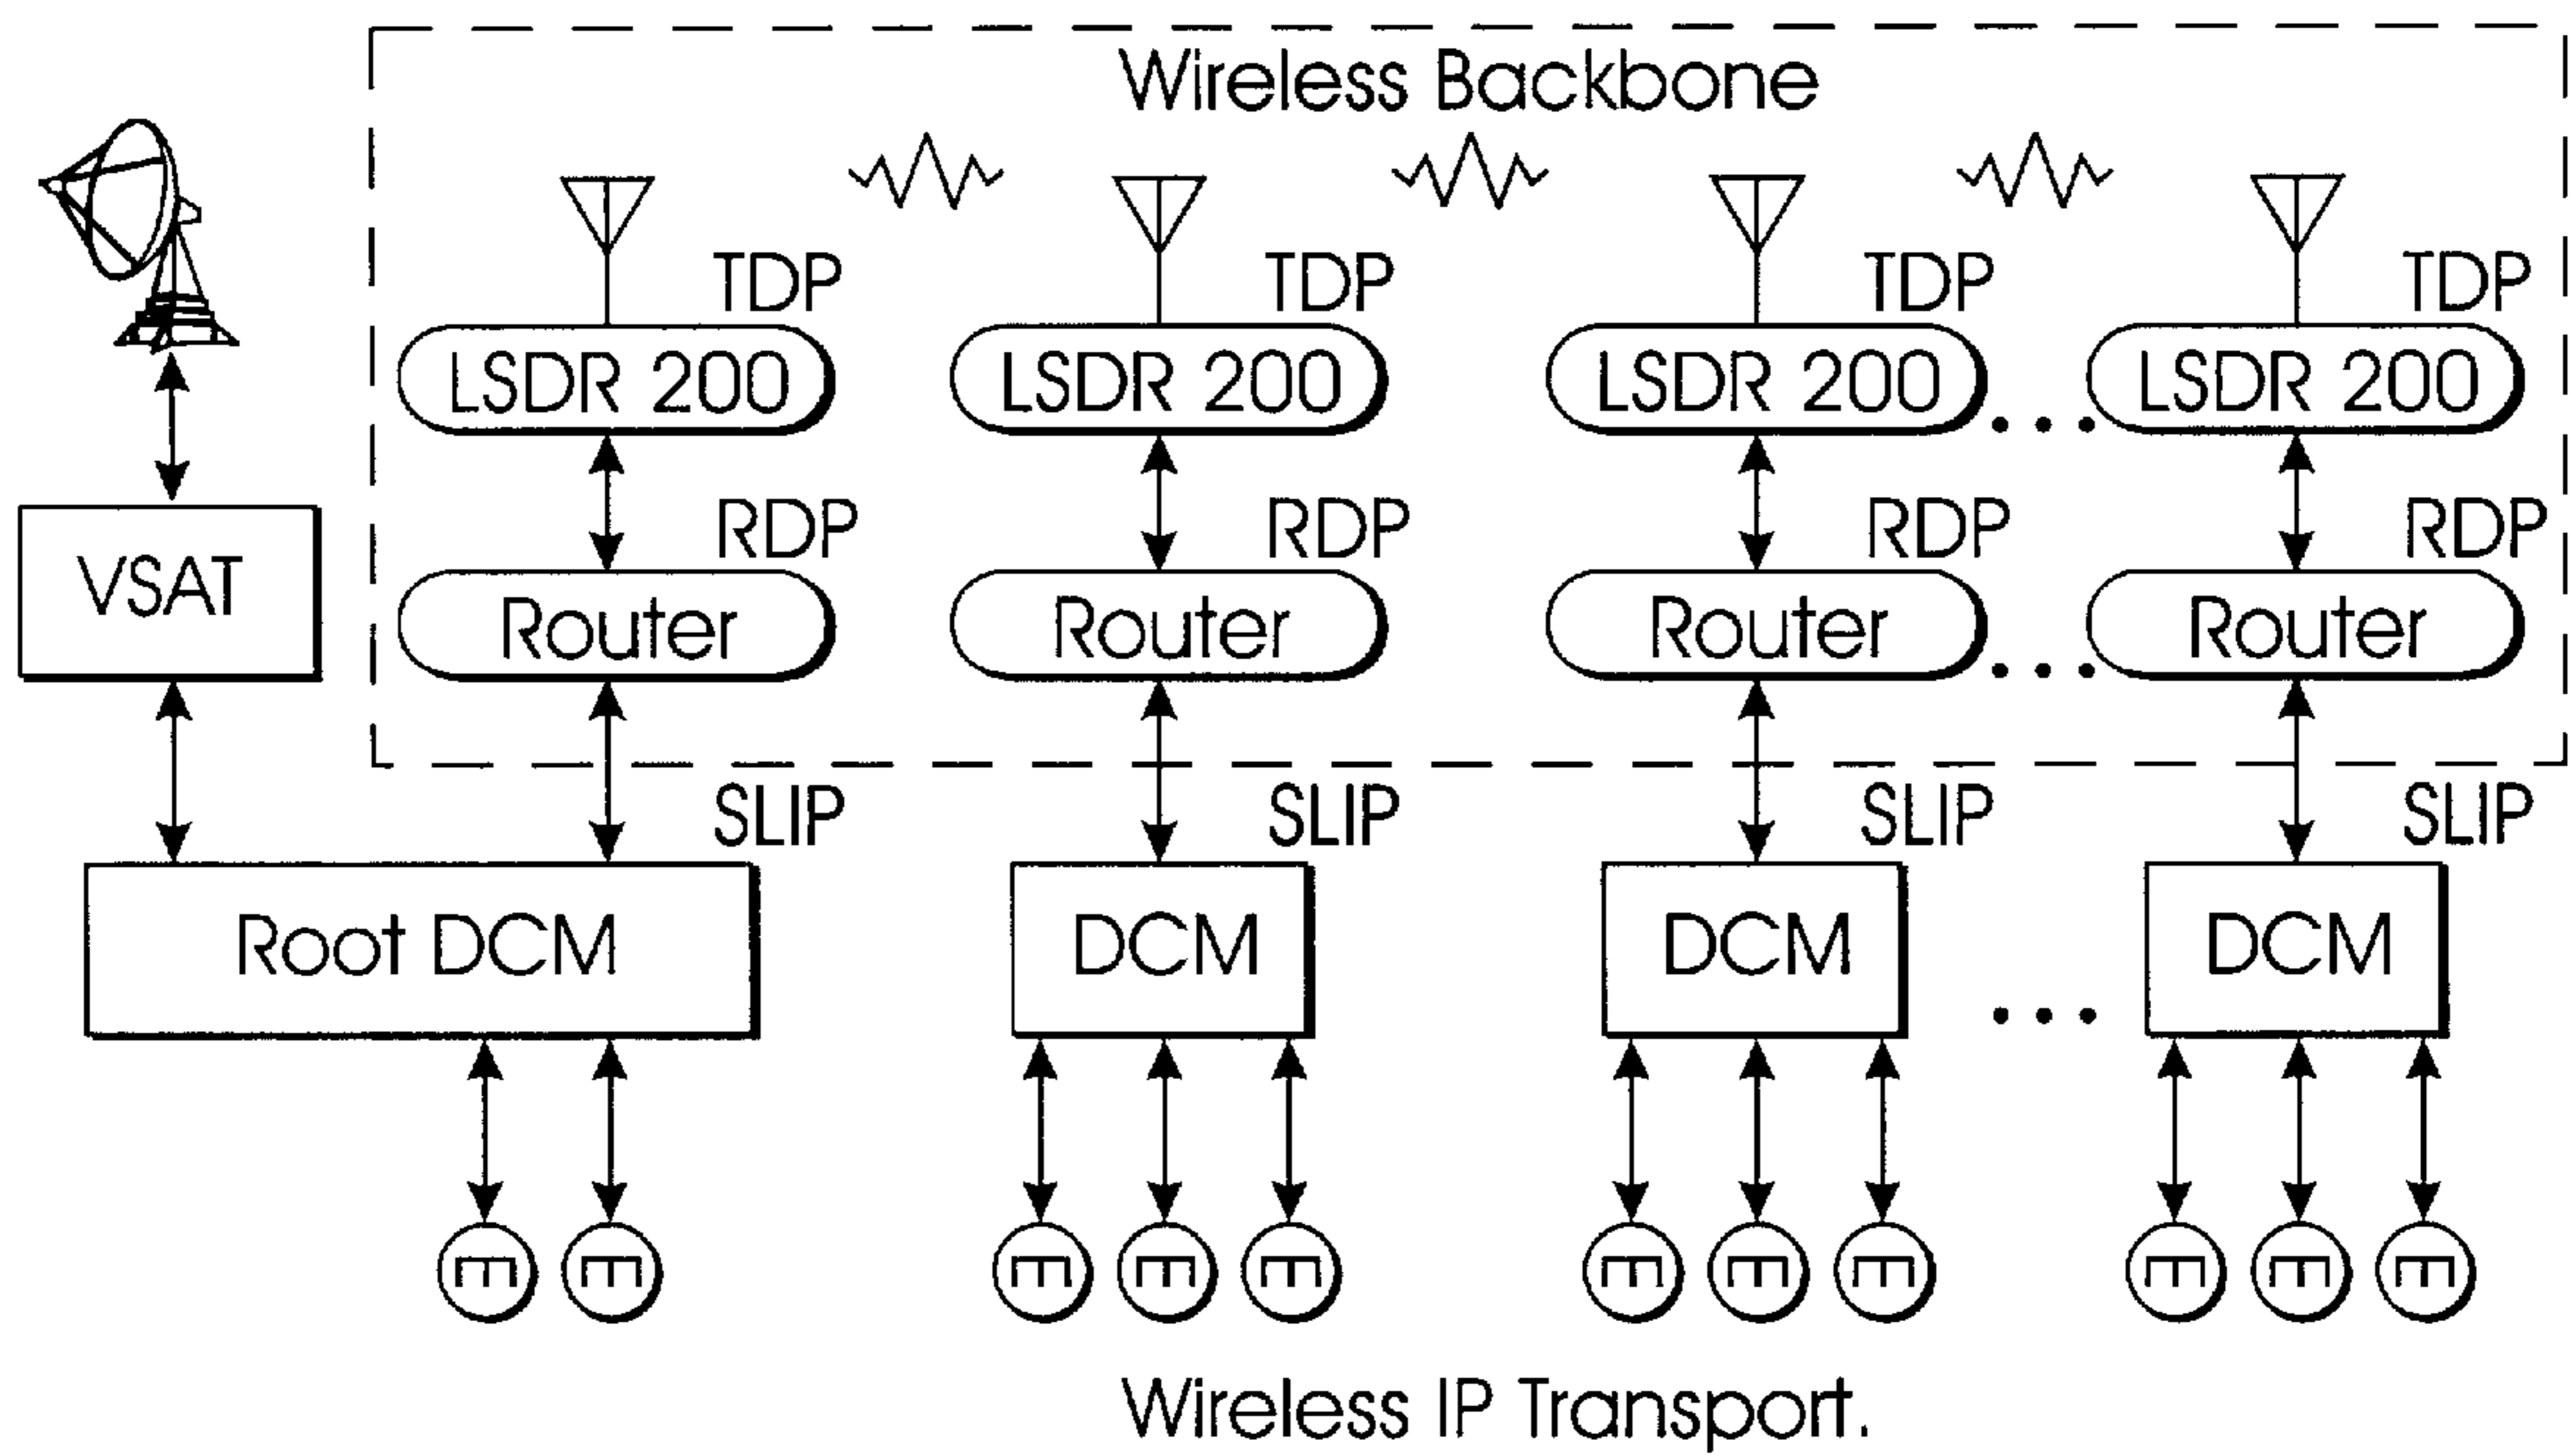 Wireless Backbone
TDP TDP TDP TDP
LSDR 200 LSDR 200 LSDR 200 ... LSDR 200
RDP RDP RDP RDP
VSAT Router Router Router ... Router
SLIP SLIP SLIP SLIP
Root DCM DCM DCM ... DCM
E E E E E E E E E E E
Wireless IP Transport.